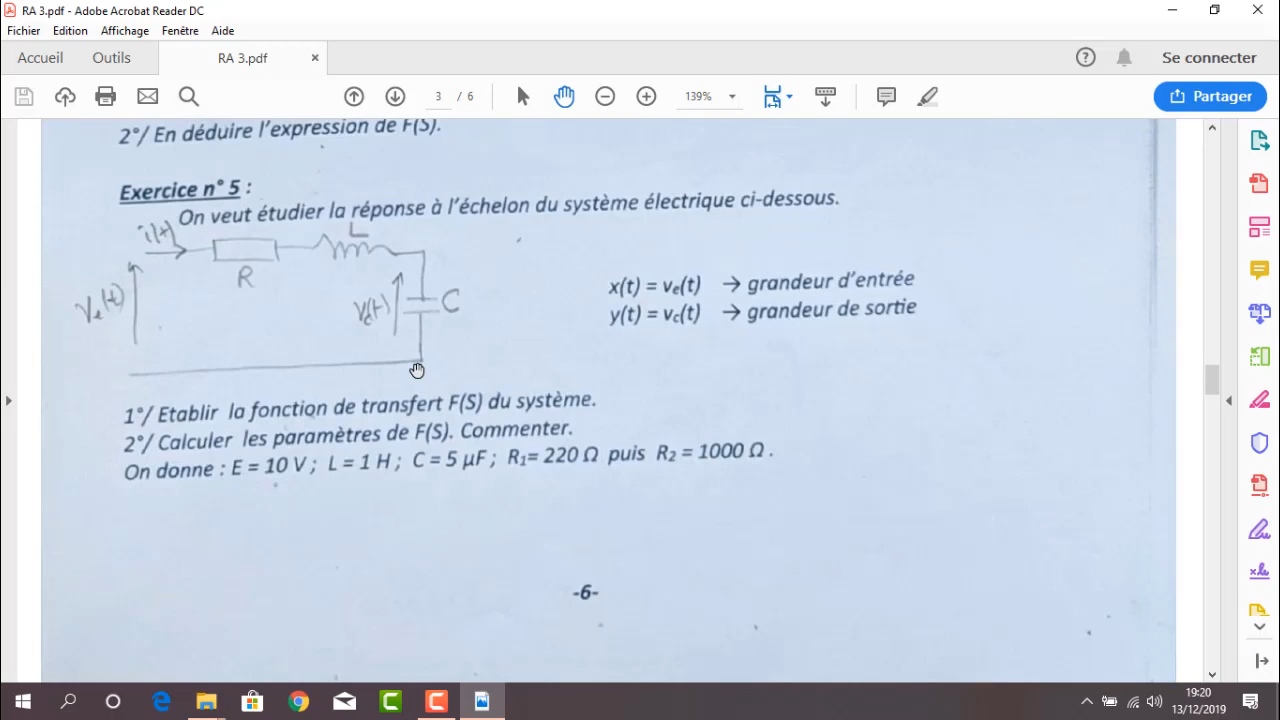 RA 3.pdf - Adobe Acrobat Reader DC
Fichier Edition Affichage Fenêtre Aide
Accueil Outils RA 3.pdf × Se connecter
3 / 6 139% Partager
2°/ En déduire l'expression de F(S).
Exercice n° 5 :
On veut étudier la réponse à l'échelon du système électrique ci-dessous.
i(t)
R
L
Ve(t)
Vc(t)
C
x(t) = ve(t) → grandeur d'entrée
y(t) = vc(t) → grandeur de sortie
1°/ Etablir la fonction de transfert F(S) du système.
2°/ Calculer les paramètres de F(S). Commenter.
On donne : E = 10 V ; L = 1 H ; C = 5 µF ; R1= 220 Ω puis R2 = 1000 Ω .
-6-
19:20
13/12/2019